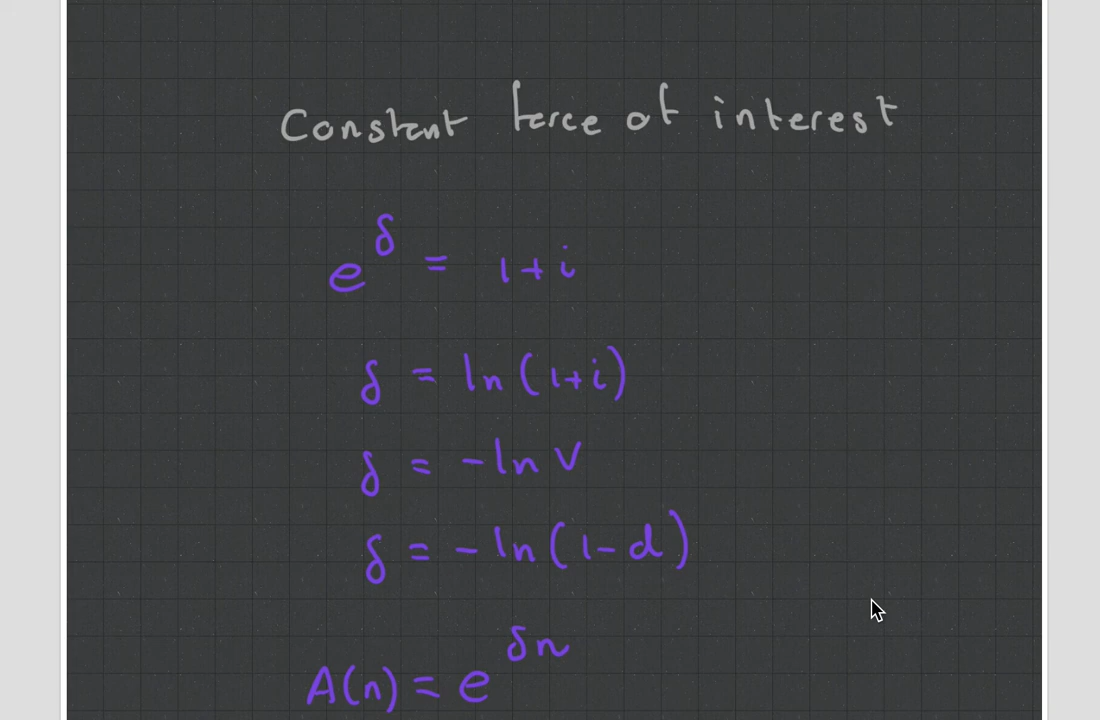 Constant force of interest
e^δ = 1+i
δ = ln(1+i)
δ = -ln v
δ = -ln(1-d)
A(n) = e^δn